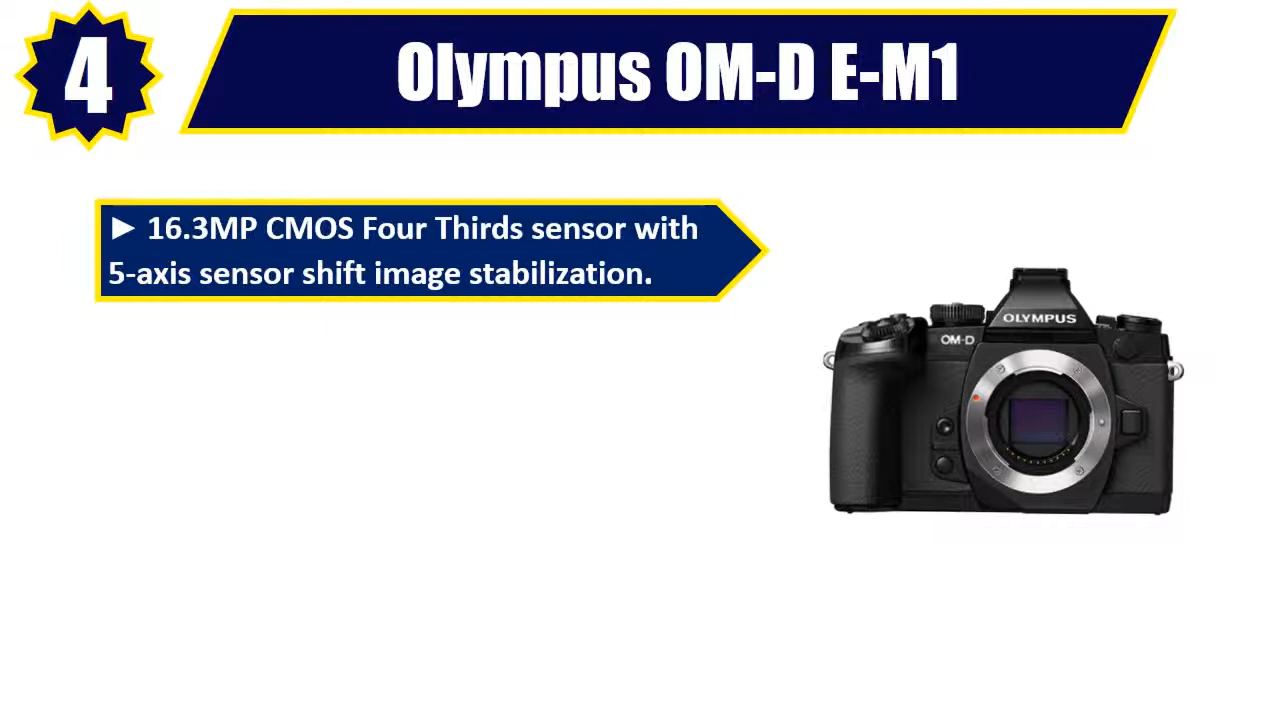 4
Olympus OM-D E-M1
► 16.3MP CMOS Four Thirds sensor with
5-axis sensor shift image stabilization.
OLYMPUS
OM-D